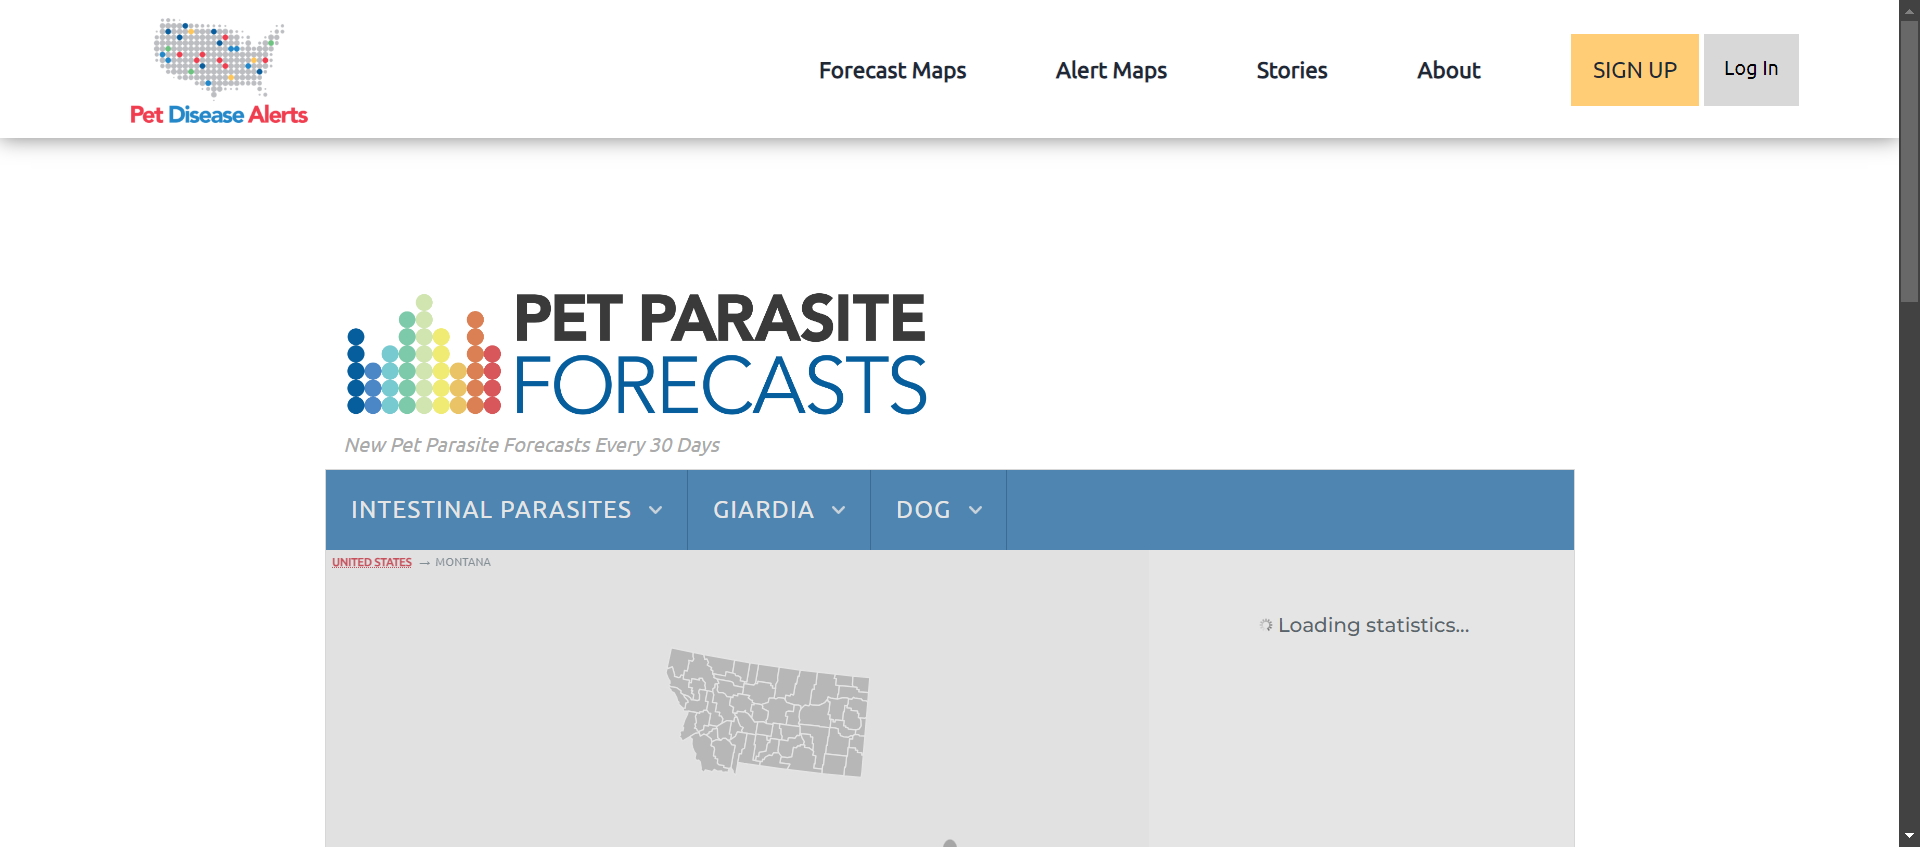 Pet Disease Alerts
Forecast Maps
Alert Maps
Stories
About
SIGN UP
Log In
PET PARASITE
FORECASTS
New Pet Parasite Forecasts Every 30 Days
INTESTINAL PARASITES
GIARDIA
DOG
UNITED STATES → MONTANA
Loading statistics...